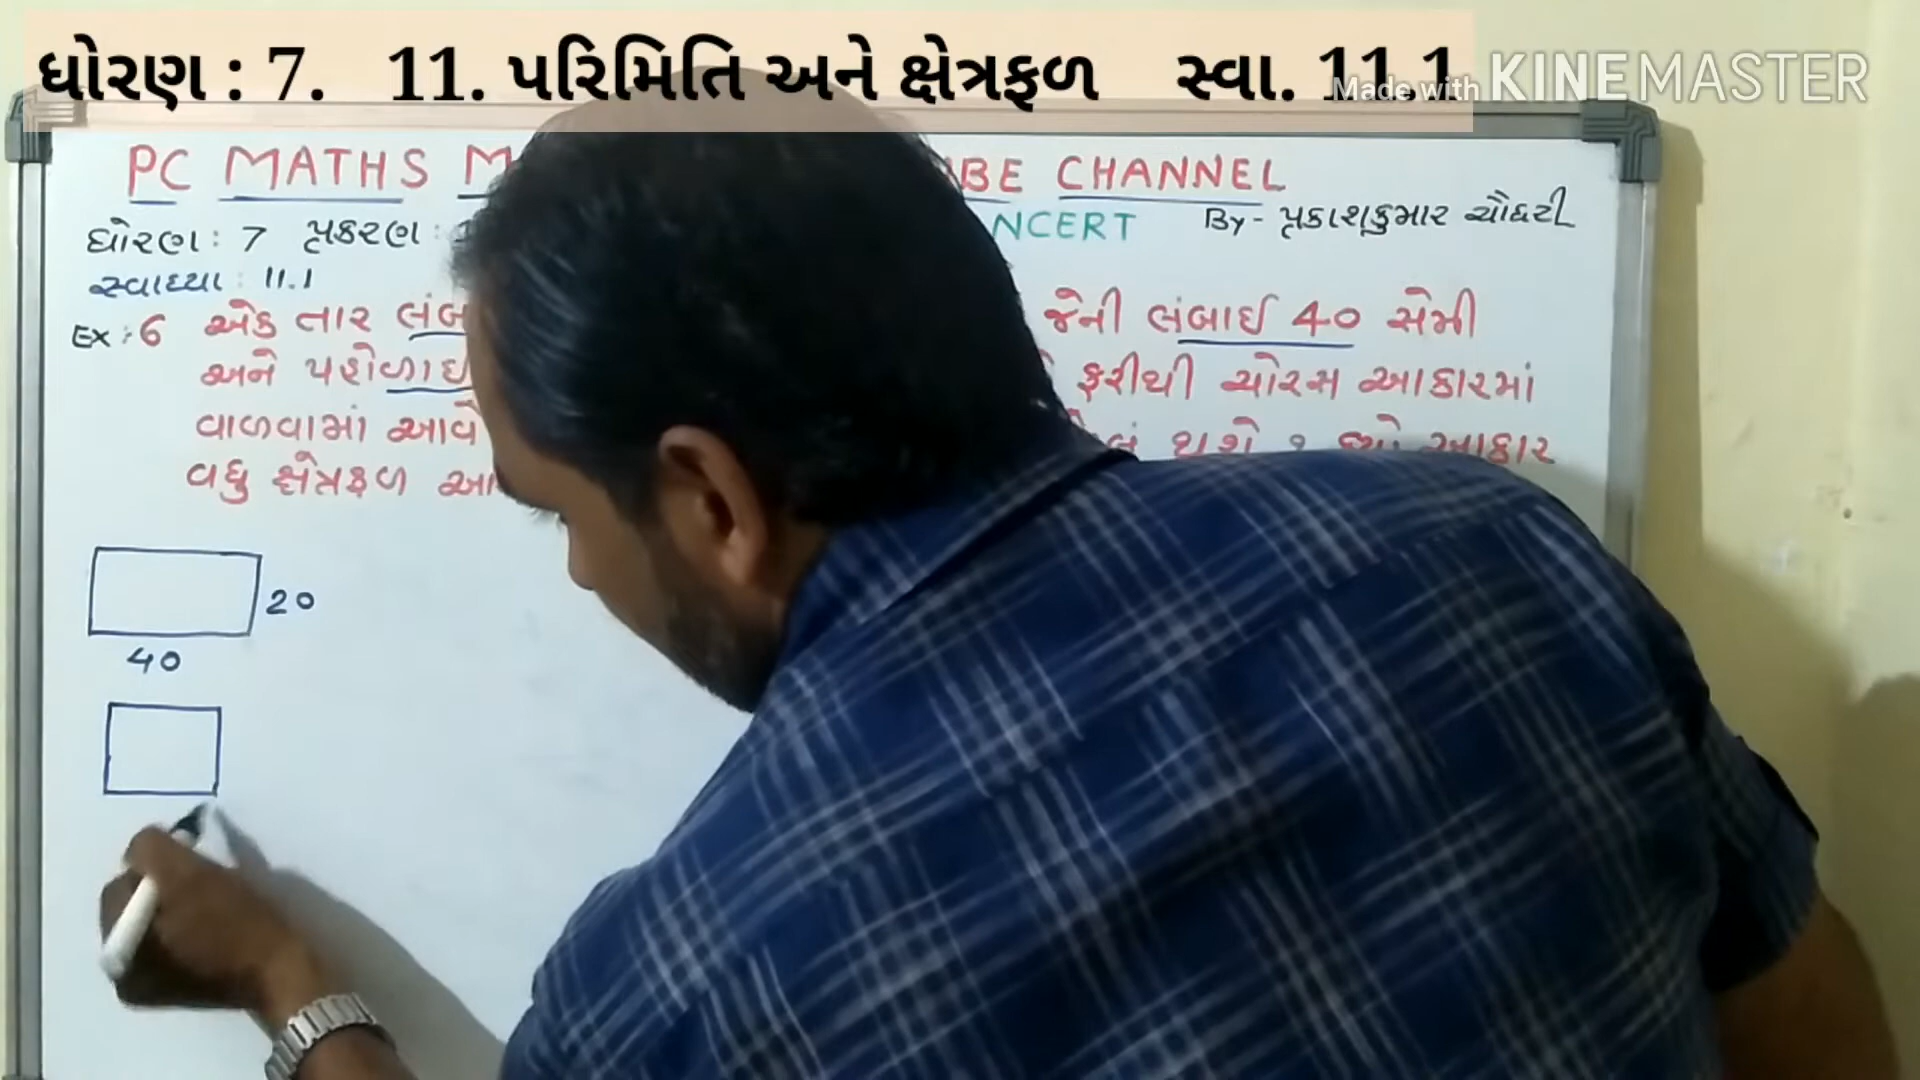 ધોરણ : 7. 11. પરિમિતિ અને ક્ષેત્રફળ સ્વા. 11.1
Made with KINEMASTER
PC MATHS CHANNEL
ધોરણ : 7 પ્રકરણ : NCERT By - પ્રકાશકુમાર ચૌધરી
સ્વાધ્યા : 11.1
Ex : 6 એક તાર જેની લંબાઈ 40 સેમી
અને પહોળાઈ ફરીથી ચોરસ આકારમાં
વાળવામાં આવે થશે ? આકાર
વધુ ક્ષેત્રફળ
20
40